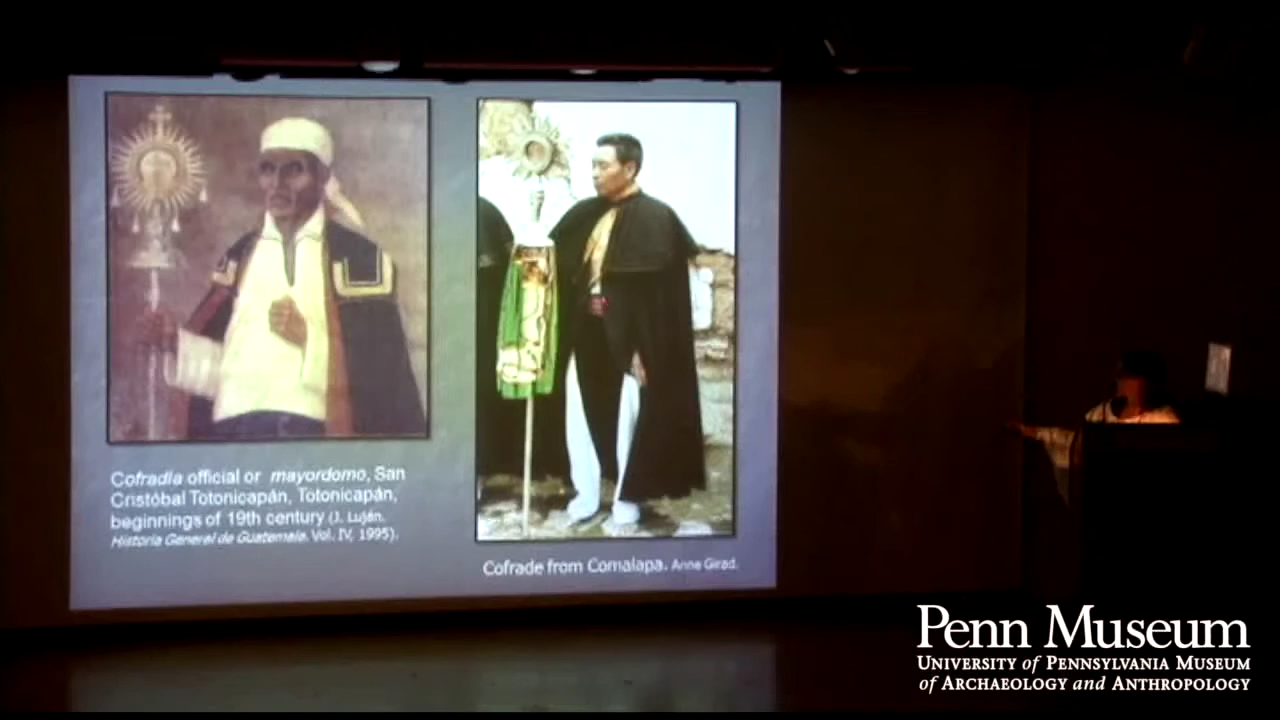 Cofradía official or mayordomo, San
Cristóbal Totonicapán, Totonicapán,
beginnings of 19th century (J. Luján.
Historia General de Guatemala. Vol. IV, 1995).
Cofrade from Comalapa. Anne Girad.
Penn Museum
UNIVERSITY of PENNSYLVANIA MUSEUM
of ARCHAEOLOGY and ANTHROPOLOGY